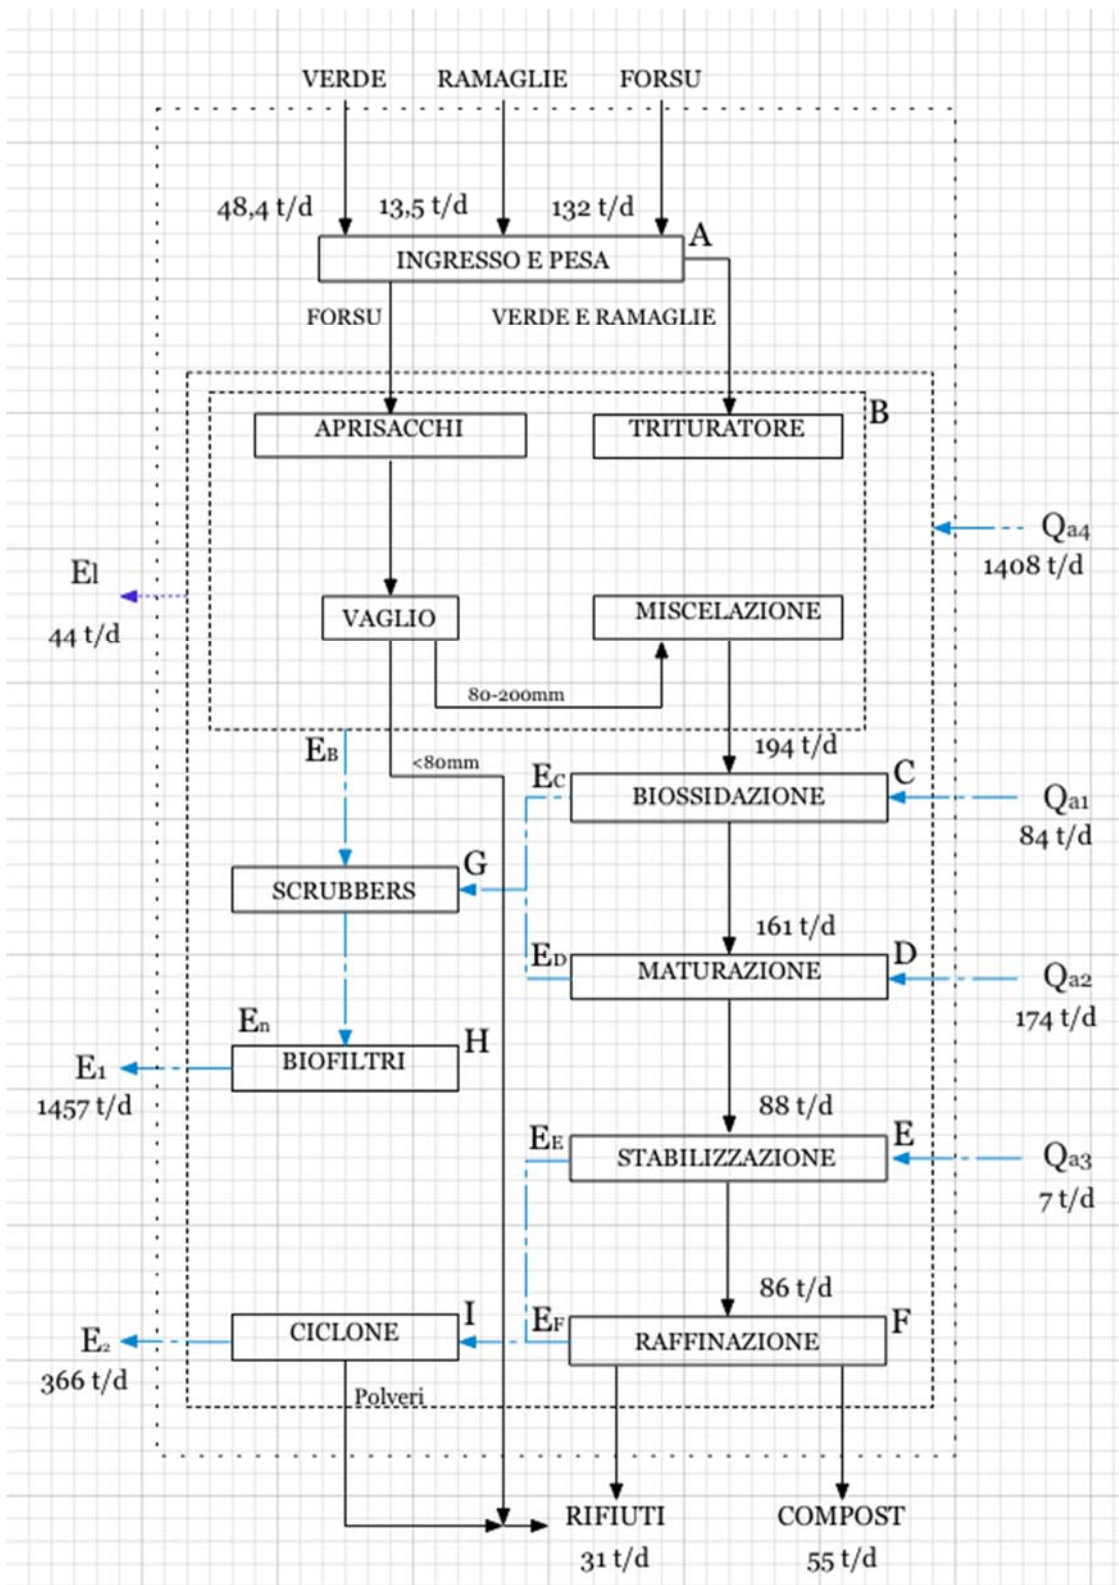 VERDE RAMAGLIE FORSU
48,4 t/d 13,5 t/d 132 t/d
A
INGRESSO E PESA
FORSU VERDE E RAMAGLIE
B
APRISACCHI TRITURATORE
Qa4
1408 t/d
El
44 t/d
VAGLIO MISCELAZIONE
80-200mm
EB
194 t/d
<80mm
EC
C
BIOSSIDAZIONE
Qa1
84 t/d
G
SCRUBBERS
161 t/d
ED
D
MATURAZIONE
Qa2
174 t/d
En
H
BIOFILTRI
E1
1457 t/d
88 t/d
EE
E
STABILIZZAZIONE
Qa3
7 t/d
86 t/d
I
CICLONE
EF
F
RAFFINAZIONE
E2
366 t/d
Polveri
RIFIUTI COMPOST
31 t/d 55 t/d